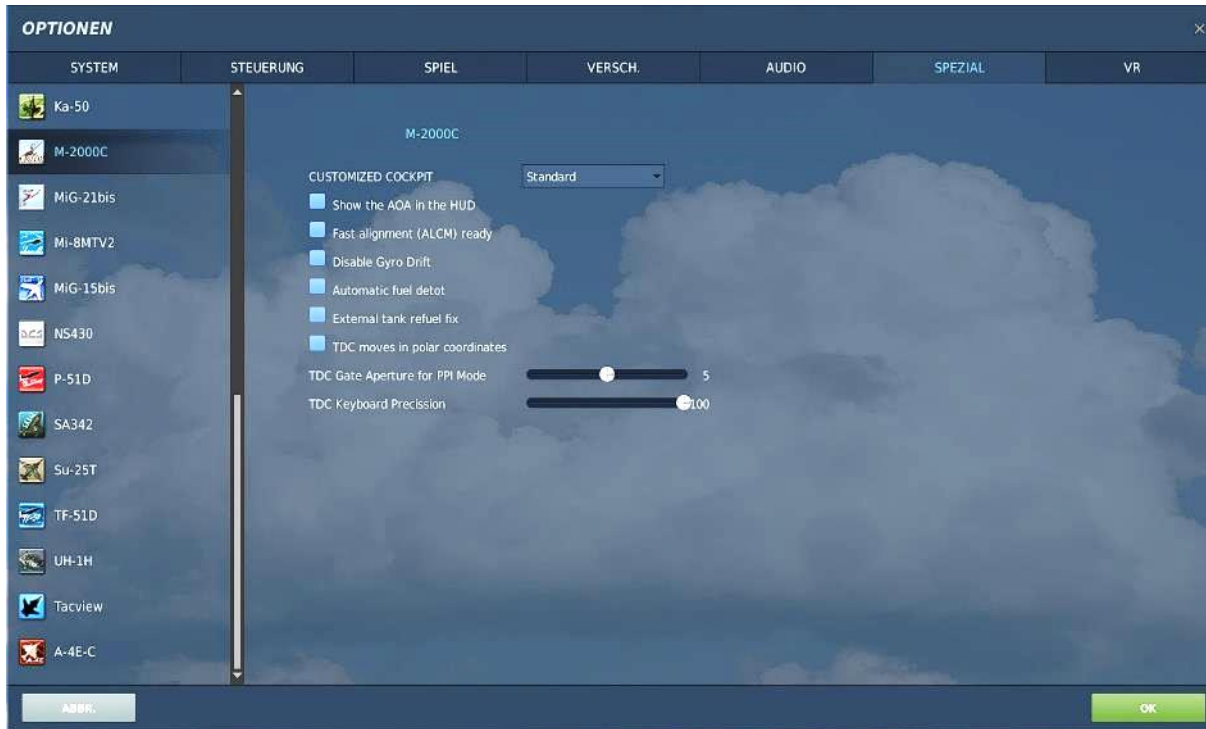 OPTIONEN
SYSTEM STEUERUNG SPIEL VERSCH. AUDIO SPEZIAL VR
Ka-50
M-2000C
MiG-21bis
Mi-8MTV2
MiG-15bis
NS430
P-51D
SA342
Su-25T
TF-51D
UH-1H
Tacview
A-4E-C
M-2000C
CUSTOMIZED COCKPIT Standard
Show the AOA in the HUD
Fast alignment (ALCM) ready
Disable Gyro Drift
Automatic fuel detot
External tank refuel fix
TDC moves in polar coordinates
TDC Gate Aperture for PPI Mode 5
TDC Keyboard Precission 100
ABBR. OK